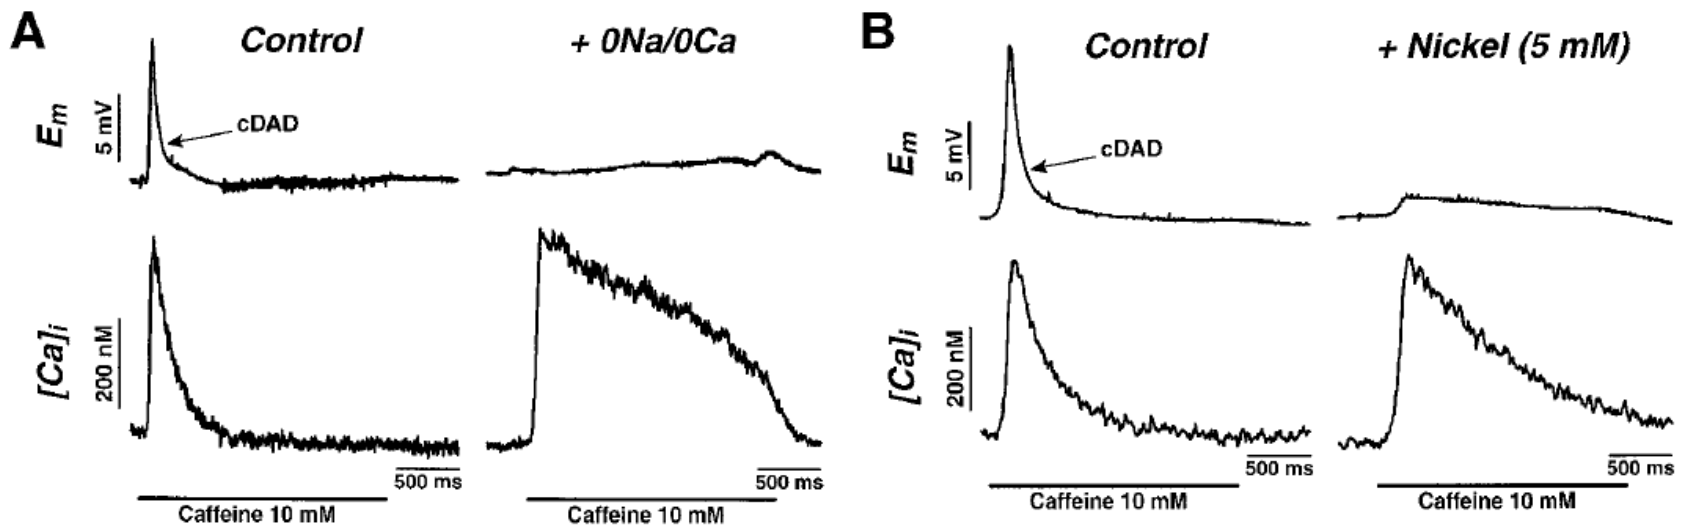 A
Control
+ 0Na/0Ca
Em
5 mV
cDAD
[Ca]i
200 nM
500 ms
500 ms
Caffeine 10 mM
Caffeine 10 mM
B
Control
+ Nickel (5 mM)
Em
5 mV
cDAD
[Ca]i
200 nM
500 ms
500 ms
Caffeine 10 mM
Caffeine 10 mM